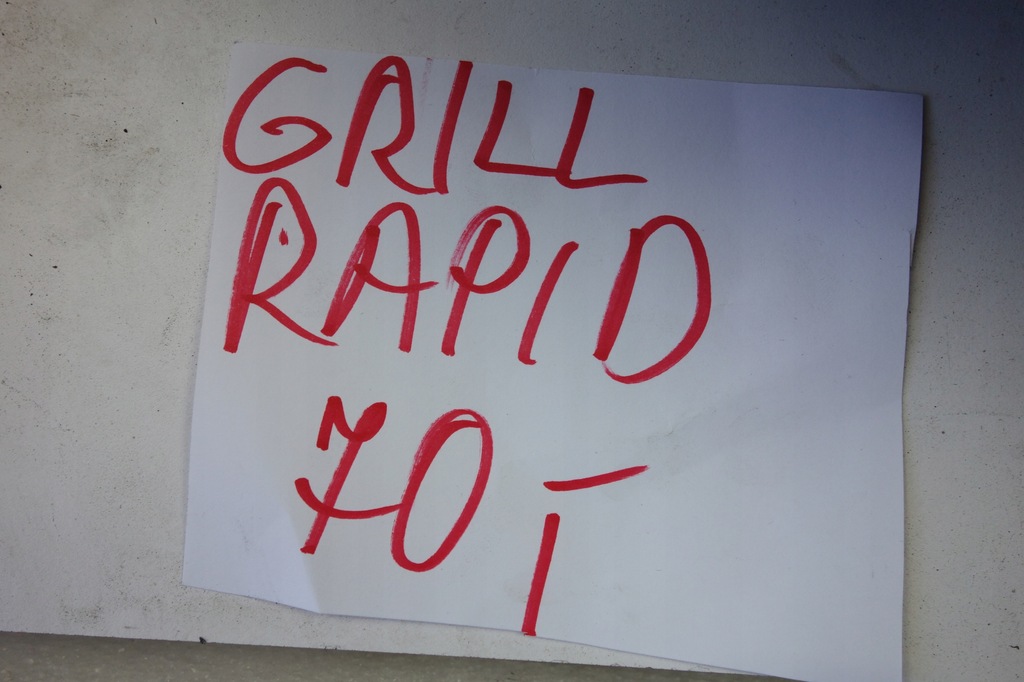 GRILL
RAPID
70,-